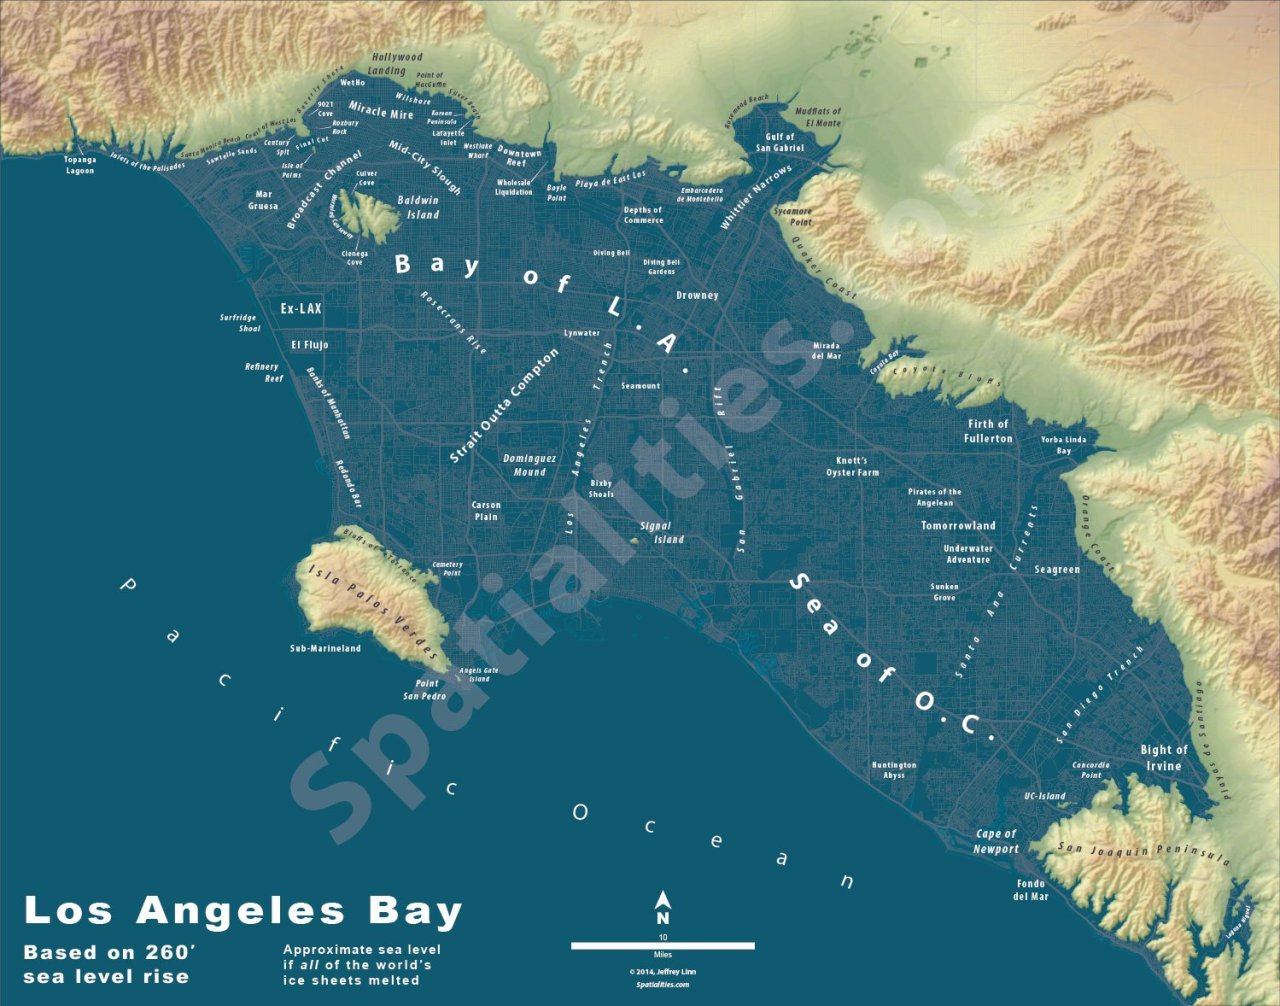 Hollywood
Landing
Point of
MacGuffin
WetHo
Beverly Shore
Wilshore
Silver Beach
9021
Cove
Miracle Mire
Korean
Peninsula
Roxbury
Rock
Lafayette
Inlet
Rosemead Beach
Mudflats of
El Monte
Gulf of
San Gabriel
Topanga
Lagoon
Inlets of the Palisades
Santa Monica Beach
Coast of West Los
Sawtelle Sands
Century
Spit
Final Cut
Isle of
Palms
Mid-City Slough
Westlake
Wharf
Downtown
Reef
Wholesale
Liquidation
Boyle
Point
Playa de East Los
Embarcadero
de Montebello
Whittier Narrows
Mar
Gruesa
Broadcast Channel
Culver
Cove
Baldwin
Island
Cienega
Cove
Depths of
Commerce
Sycamore
Point
Quaker Coast
Bay of L.A.
Diving Bell
Diving Bell
Gardens
Drowney
Ex-LAX
Surfridge
Shoal
Rosecrans Rise
El Flujo
Lynwater
Mirada
del Mar
Coyote Bay
Coyote Bluffs
Refinery
Reef
Banks of Manhattan
Strait Outta Compton
Los Angeles Trench
Seamount
San Gabriel Rift
Firth of
Fullerton
Yorba Linda
Bay
Redondo Bar
Dominguez
Mound
Knott's
Oyster Farm
Bixby
Shoals
Pirates of the
Angelean
Carson
Plain
Signal
Island
Tomorrowland
Santa Ana Currents
Orange Coast
Underwater
Adventure
Seagreen
Sunken
Grove
Bluffs of Torrance
Isla Palos Verdes
Cemetery
Point
Sub-Marineland
Angels Gate
Island
Point
San Pedro
Sea of O.C.
San Diego Trench
Playas de Santiago
Bight of
Irvine
Huntington
Abyss
Concordia
Point
UC-Island
Cape of
Newport
San Joaquin Peninsula
Fondo
del Mar
Laguna Niguel
Pacific Ocean
Spatialities.com
Los Angeles Bay
Based on 260'
sea level rise
Approximate sea level
if all of the world's
ice sheets melted
N
10
Miles
© 2014, Jeffrey Linn
Spatialities.com